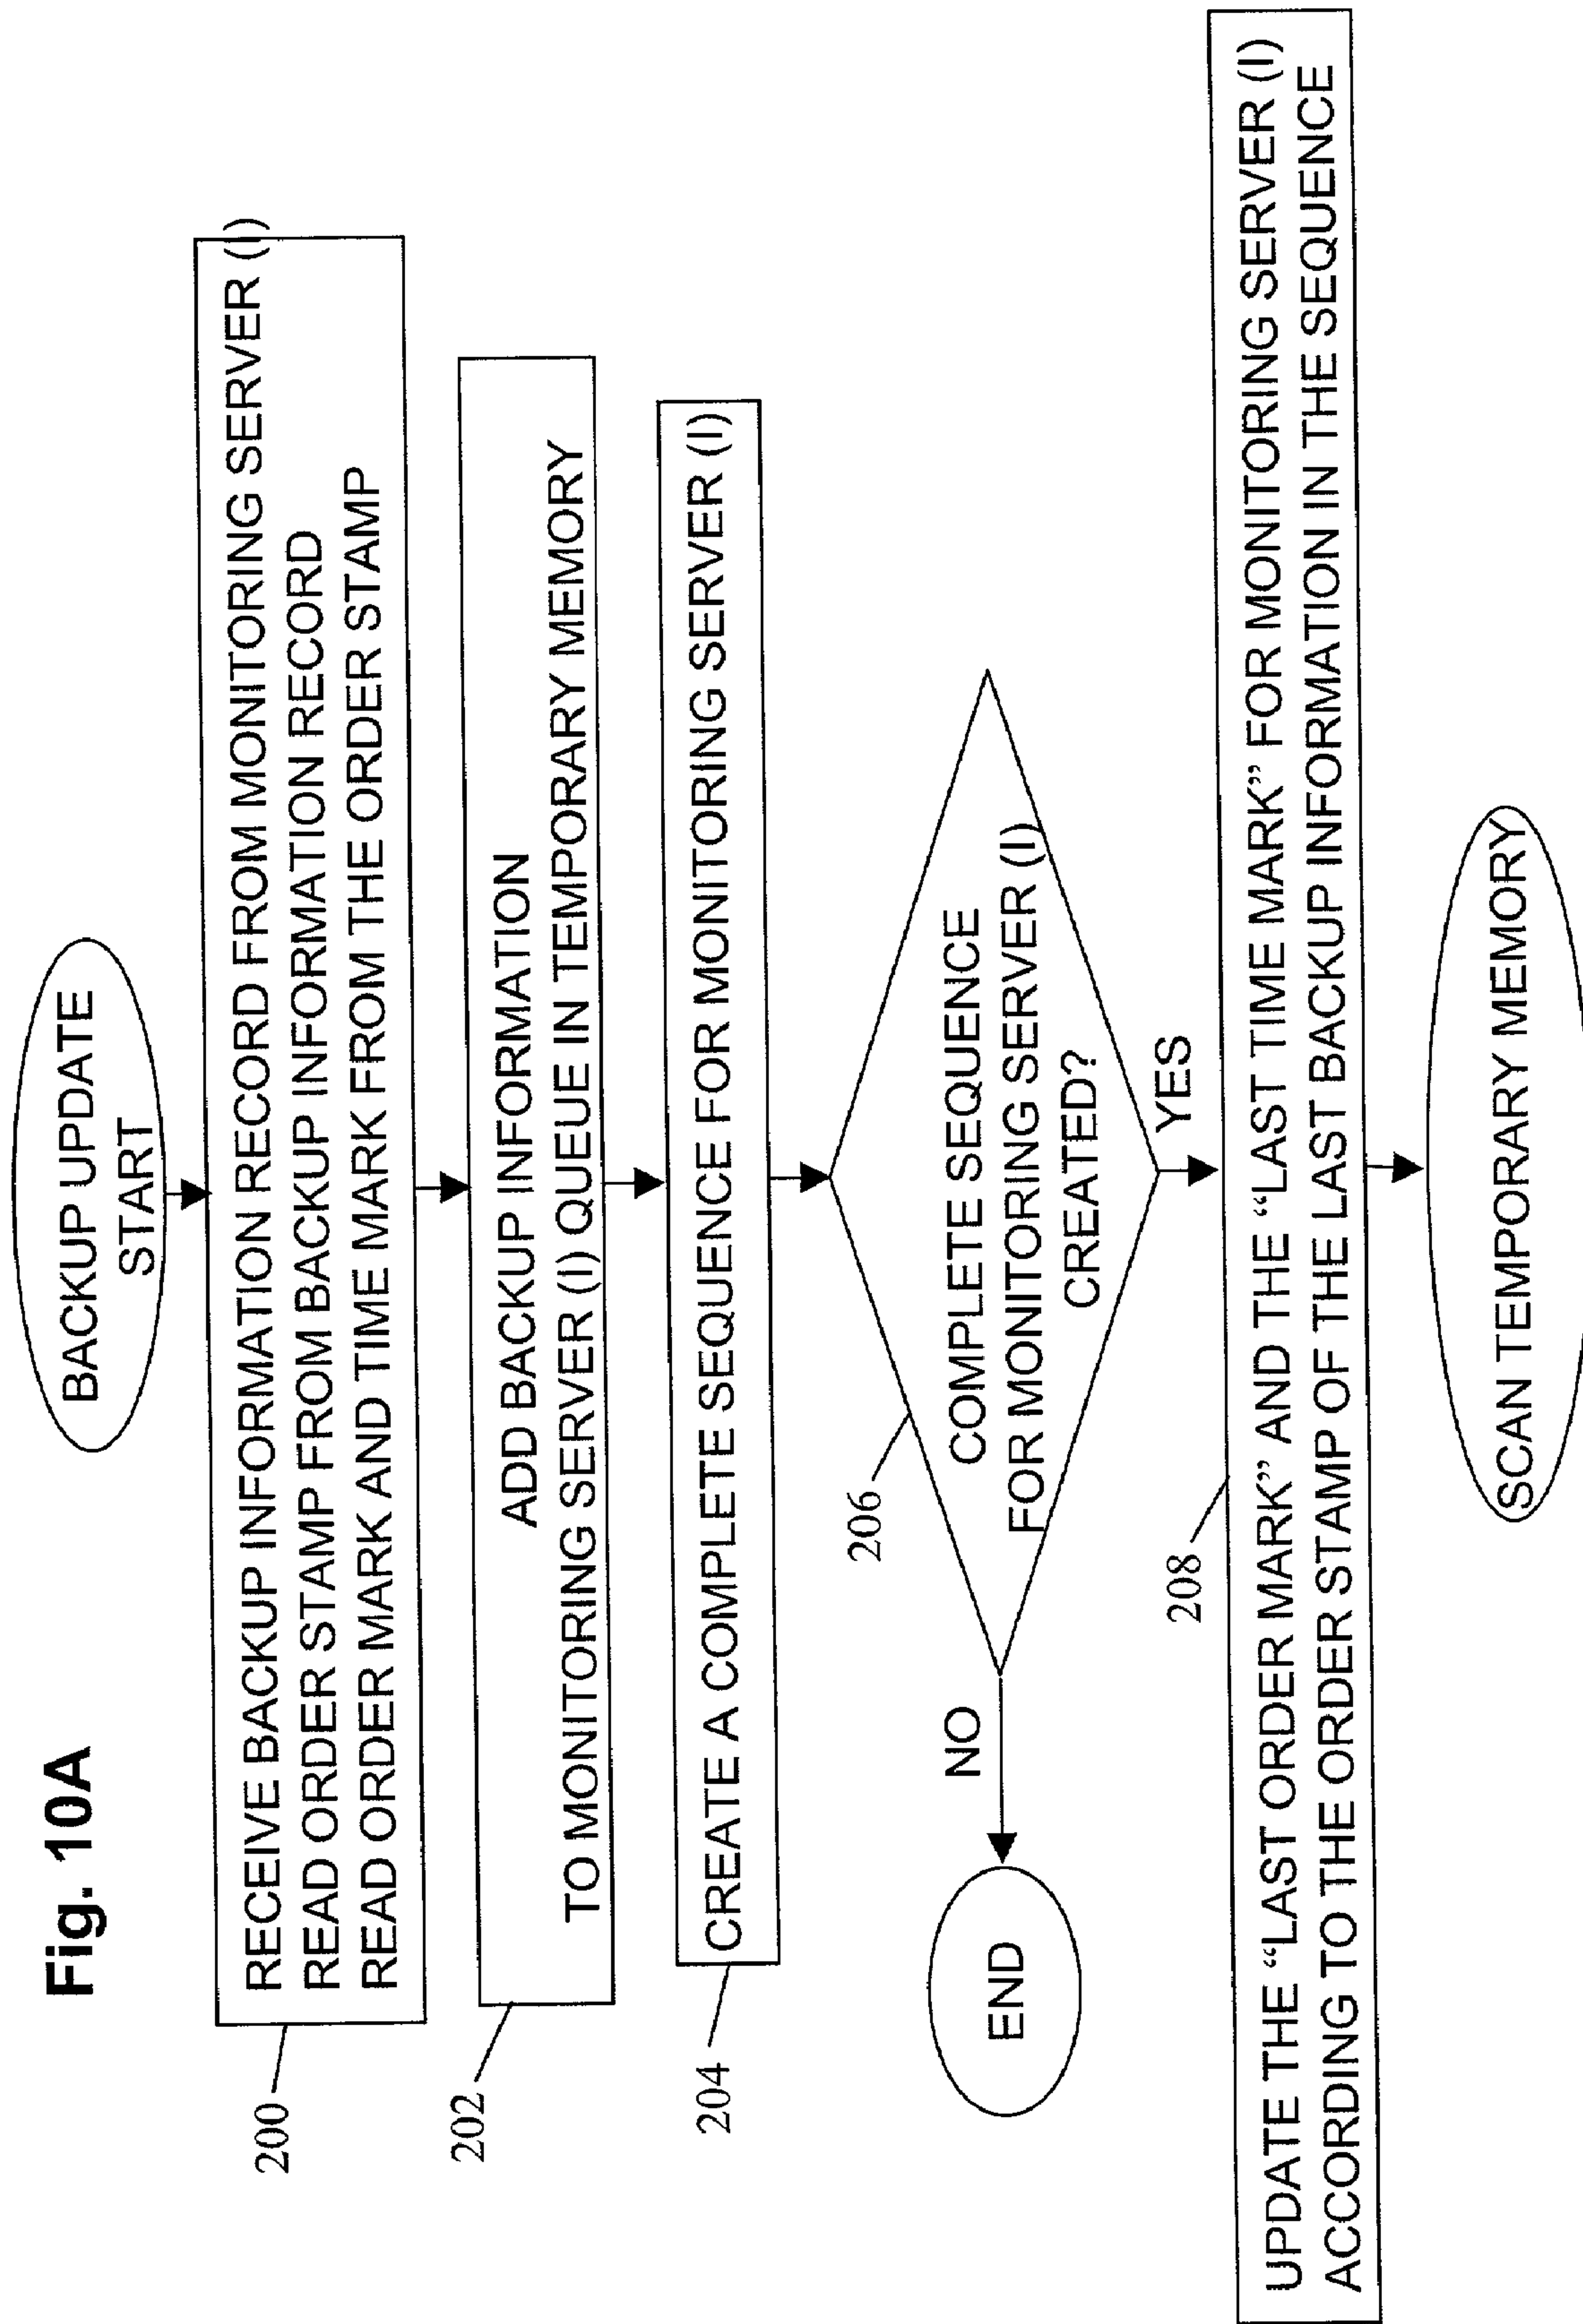 Fig. 10A
BACKUP UPDATE
START
200
RECEIVE BACKUP INFORMATION RECORD FROM MONITORING SERVER (I)
READ ORDER STAMP FROM BACKUP INFORMATION RECORD
READ ORDER MARK AND TIME MARK FROM THE ORDER STAMP
202
ADD BACKUP INFORMATION
TO MONITORING SERVER (I) QUEUE IN TEMPORARY MEMORY
204
CREATE A COMPLETE SEQUENCE FOR MONITORING SERVER (I)
206
COMPLETE SEQUENCE
FOR MONITORING SERVER (I)
CREATED?
NO
END
YES
208
UPDATE THE “LAST ORDER MARK” AND THE “LAST TIME MARK” FOR MONITORING SERVER (I)
ACCORDING TO THE ORDER STAMP OF THE LAST BACKUP INFORMATION IN THE SEQUENCE
SCAN TEMPORARY MEMORY